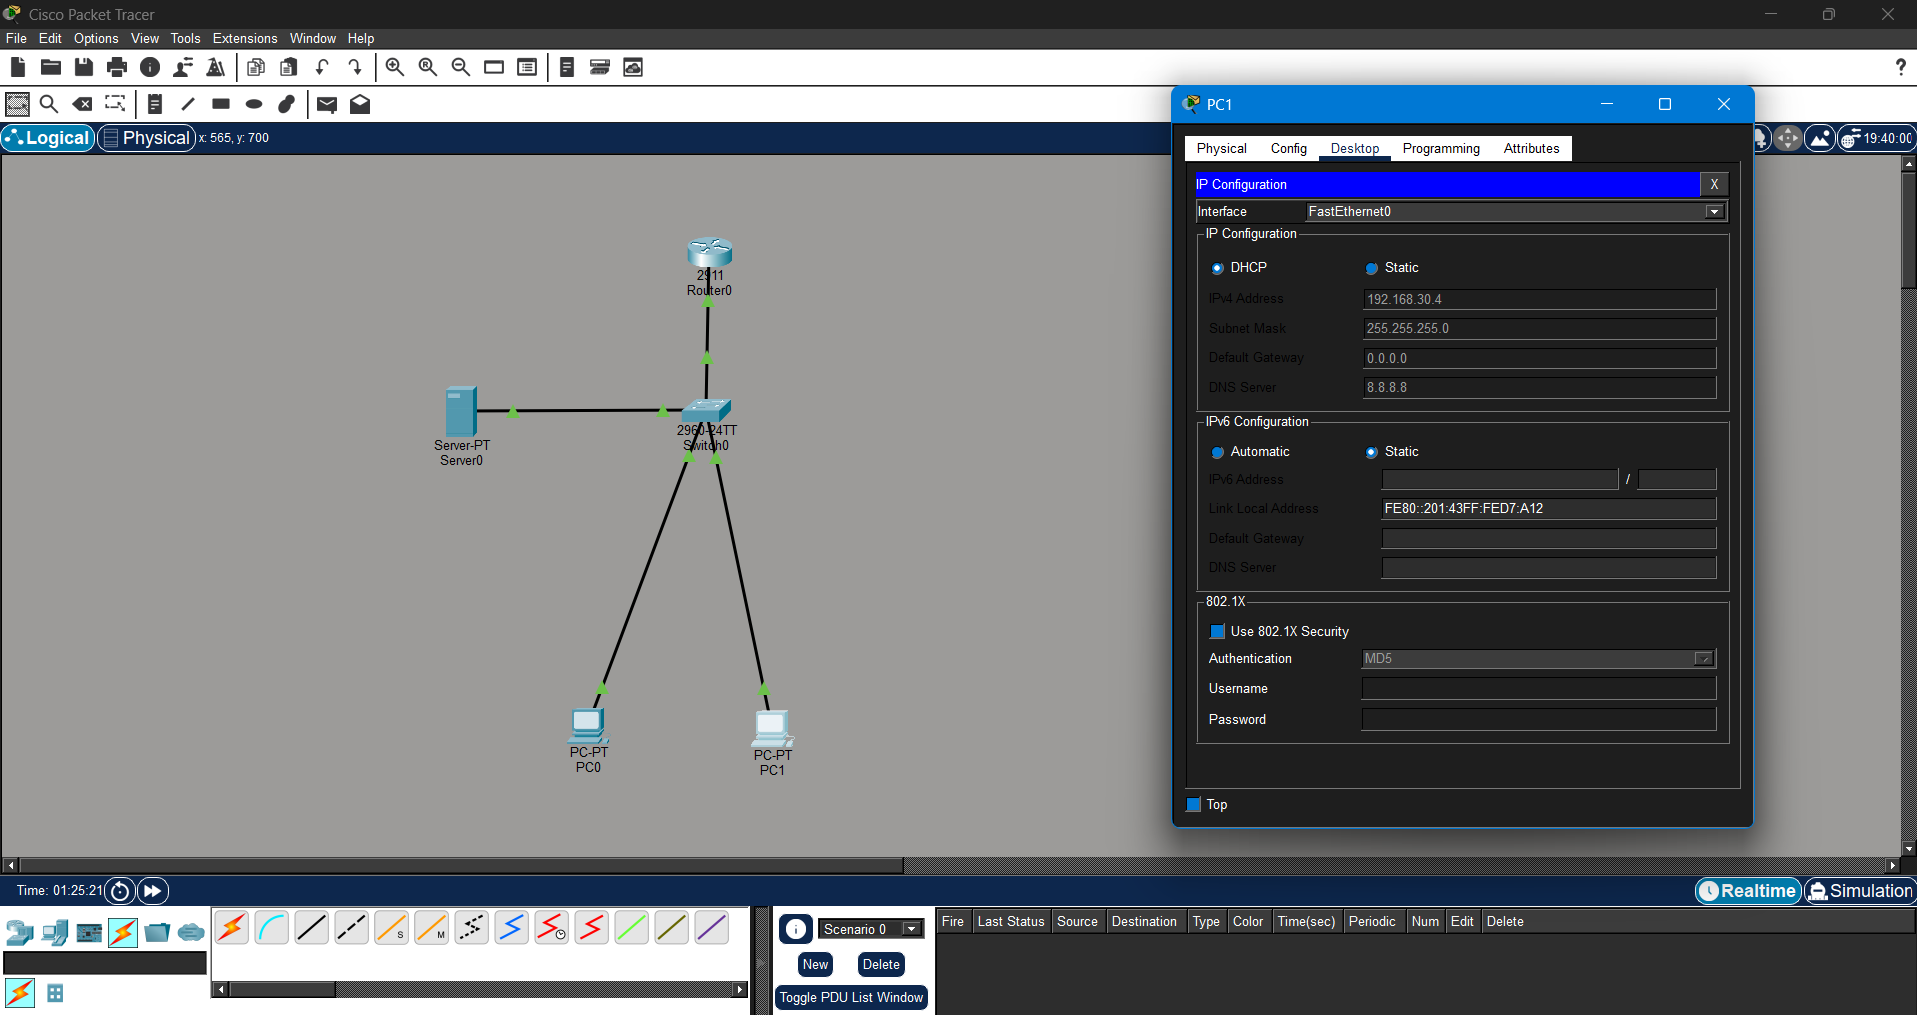 Cisco Packet Tracer
File Edit Options View Tools Extensions Window Help
?
Logical Physical x: 565, y: 700
19:40:00
2911
Router0
Server-PT
Server0
2960-24TT
Switch0
PC-PT
PC0
PC-PT
PC1
PC1
Physical Config Desktop Programming Attributes
IP Configuration X
Interface FastEthernet0
IP Configuration
DHCP Static
IPv4 Address 192.168.30.4
Subnet Mask 255.255.255.0
Default Gateway 0.0.0.0
DNS Server 8.8.8.8
IPv6 Configuration
Automatic Static
IPv6 Address /
Link Local Address FE80::201:43FF:FED7:A12
Default Gateway
DNS Server
802.1X
Use 802.1X Security
Authentication MD5
Username
Password
Top
Time: 01:25:21
Realtime Simulation
S M
Scenario 0
New Delete
Toggle PDU List Window
Fire Last Status Source Destination Type Color Time(sec) Periodic Num Edit Delete